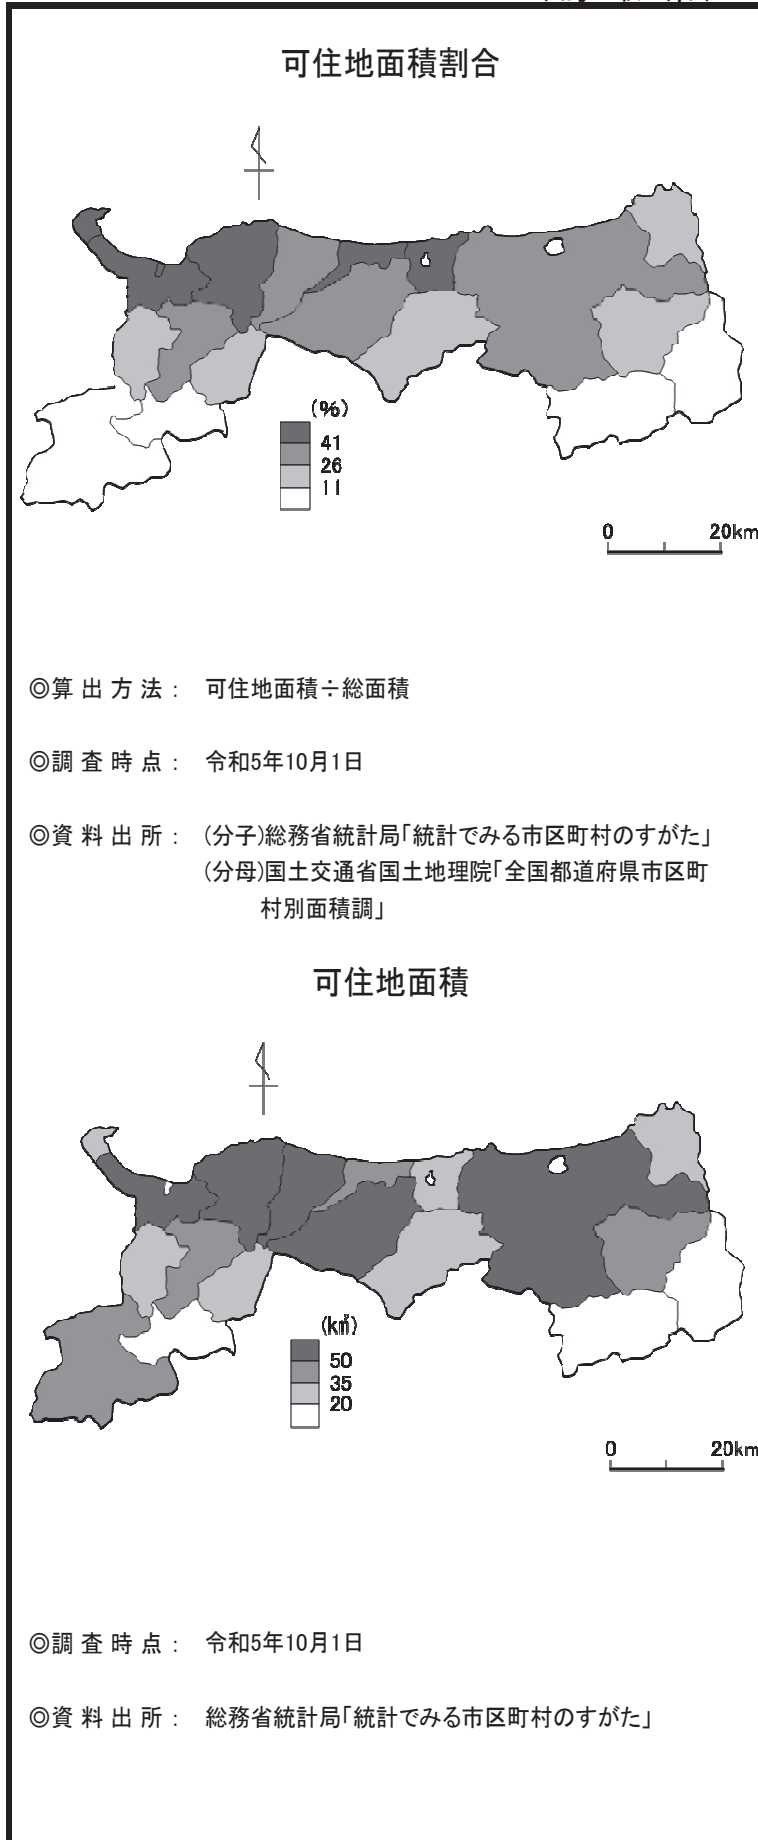 可住地面積割合
(%)
41
26
11
0 20km
◎算出方法： 可住地面積÷総面積
◎調査時点： 令和5年10月1日
◎資料出所： (分子)総務省統計局｢統計でみる市区町村のすがた｣
(分母)国土交通省国土地理院｢全国都道府県市区町
村別面積調｣
可住地面積
(k㎡)
50
35
20
0 20km
◎調査時点： 令和5年10月1日
◎資料出所： 総務省統計局｢統計でみる市区町村のすがた｣